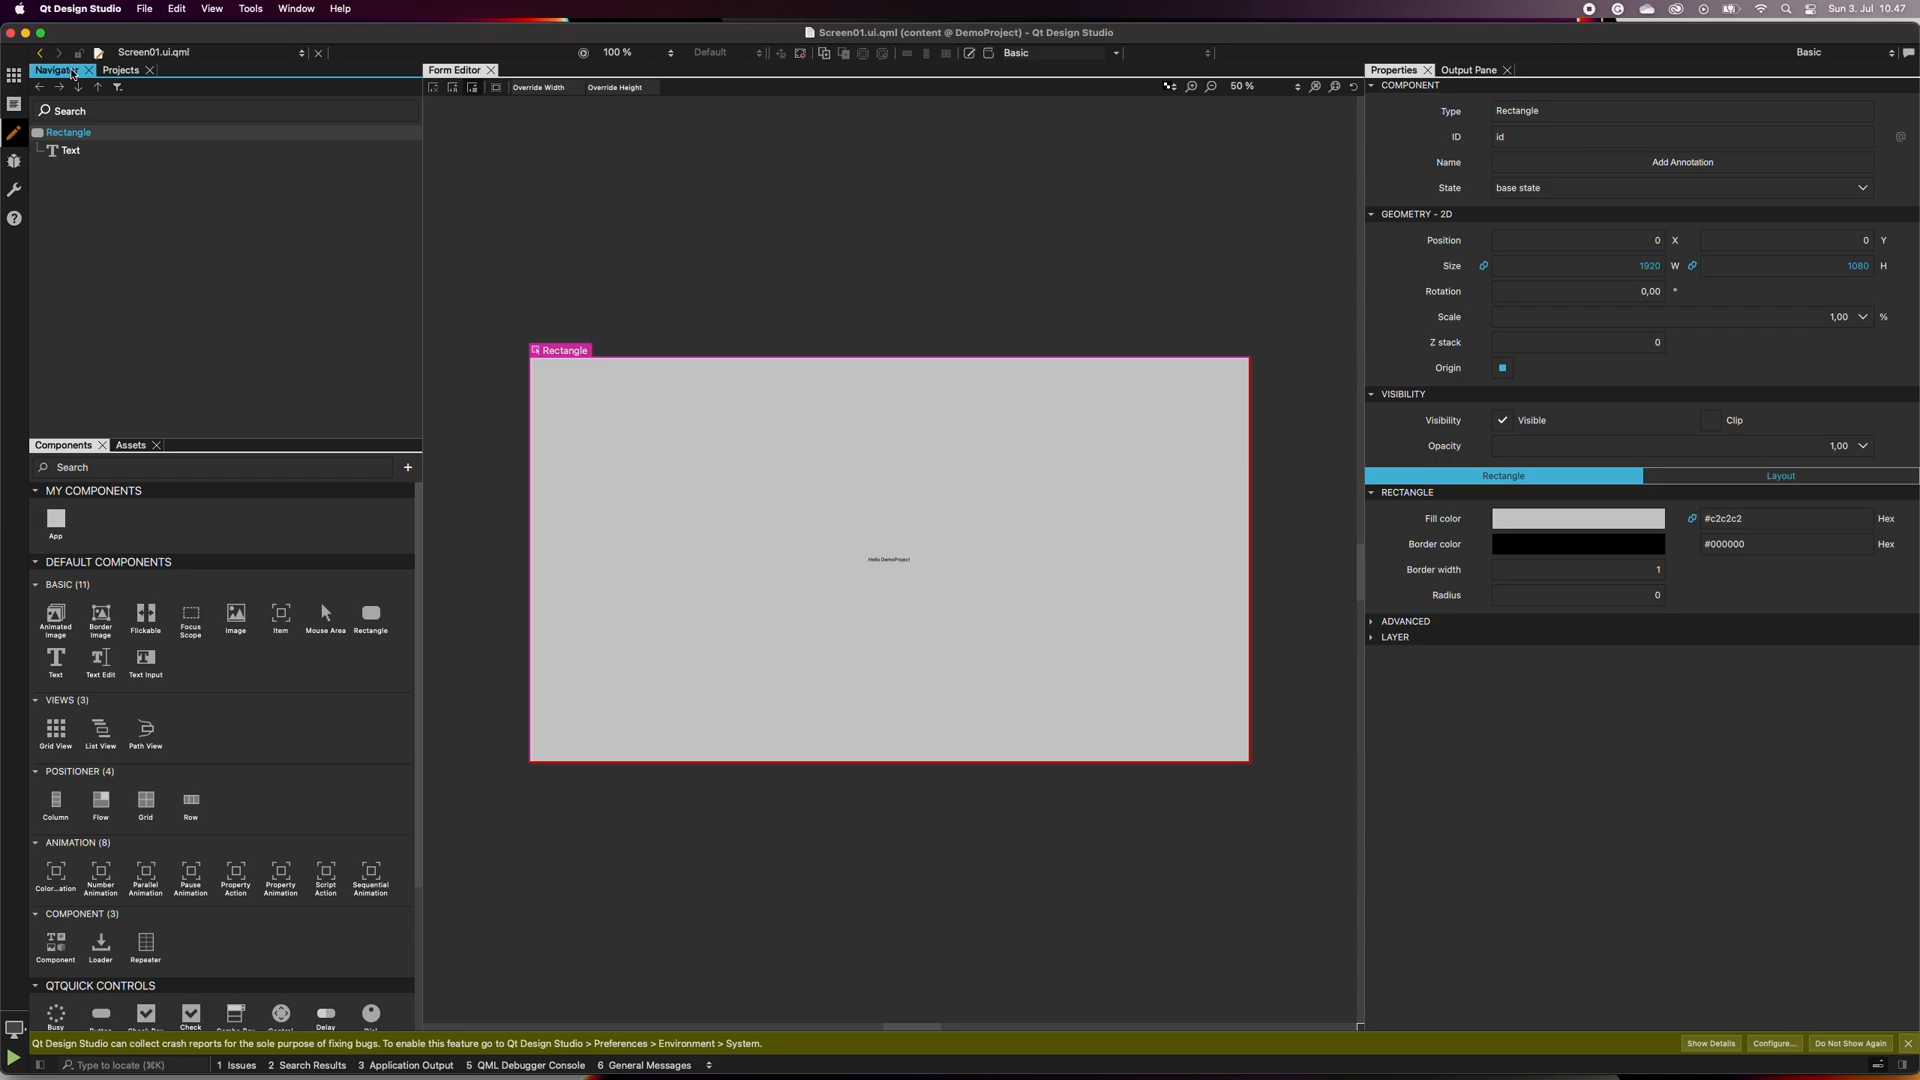 Qt Design Studio File Edit View Tools Window Help Sun 3. Jul 10.47
Screen01.ui.qml (content @ DemoProject) - Qt Design Studio
Screen01.ui.qml 100 % Default Basic Basic
Navigator Projects Form Editor Properties Output Pane
Override Width Override Height 50 % COMPONENT
Search
Rectangle
Text
Type Rectangle
ID id
Name Add Annotation
State base state
GEOMETRY - 2D
Position 0 X 0 Y
Size 1920 W 1080 H
Rotation 0,00 °
Scale 1,00 %
Z stack 0
Origin
VISIBILITY
Visibility Visible Clip
Opacity 1,00
Rectangle Layout
RECTANGLE
Fill color #c2c2c2 Hex
Border color #000000 Hex
Border width 1
Radius 0
ADVANCED
LAYER
Rectangle
Hello DemoProject
Components Assets
Search +
MY COMPONENTS
App
DEFAULT COMPONENTS
BASIC (11)
Animated Image Border Image Flickable Focus Scope Image Item Mouse Area Rectangle
Text Text Edit Text Input
VIEWS (3)
Grid View List View Path View
POSITIONER (4)
Column Flow Grid Row
ANIMATION (8)
Color...ation Number Animation Parallel Animation Pause Animation Property Action Property Animation Script Action Sequential Animation
COMPONENT (3)
Component Loader Repeater
QTQUICK CONTROLS
Busy Check Delay
Qt Design Studio can collect crash reports for the sole purpose of fixing bugs. To enable this feature go to Qt Design Studio > Preferences > Environment > System. Show Details Configure... Do Not Show Again
Type to locate (⌘K) 1 Issues 2 Search Results 3 Application Output 5 QML Debugger Console 6 General Messages